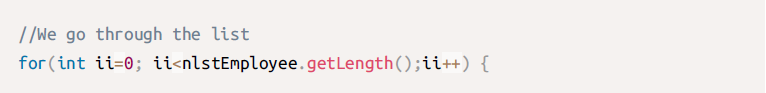 //We go through the list
for(int ii=0; ii<nlstEmployee.getLength();ii++) {